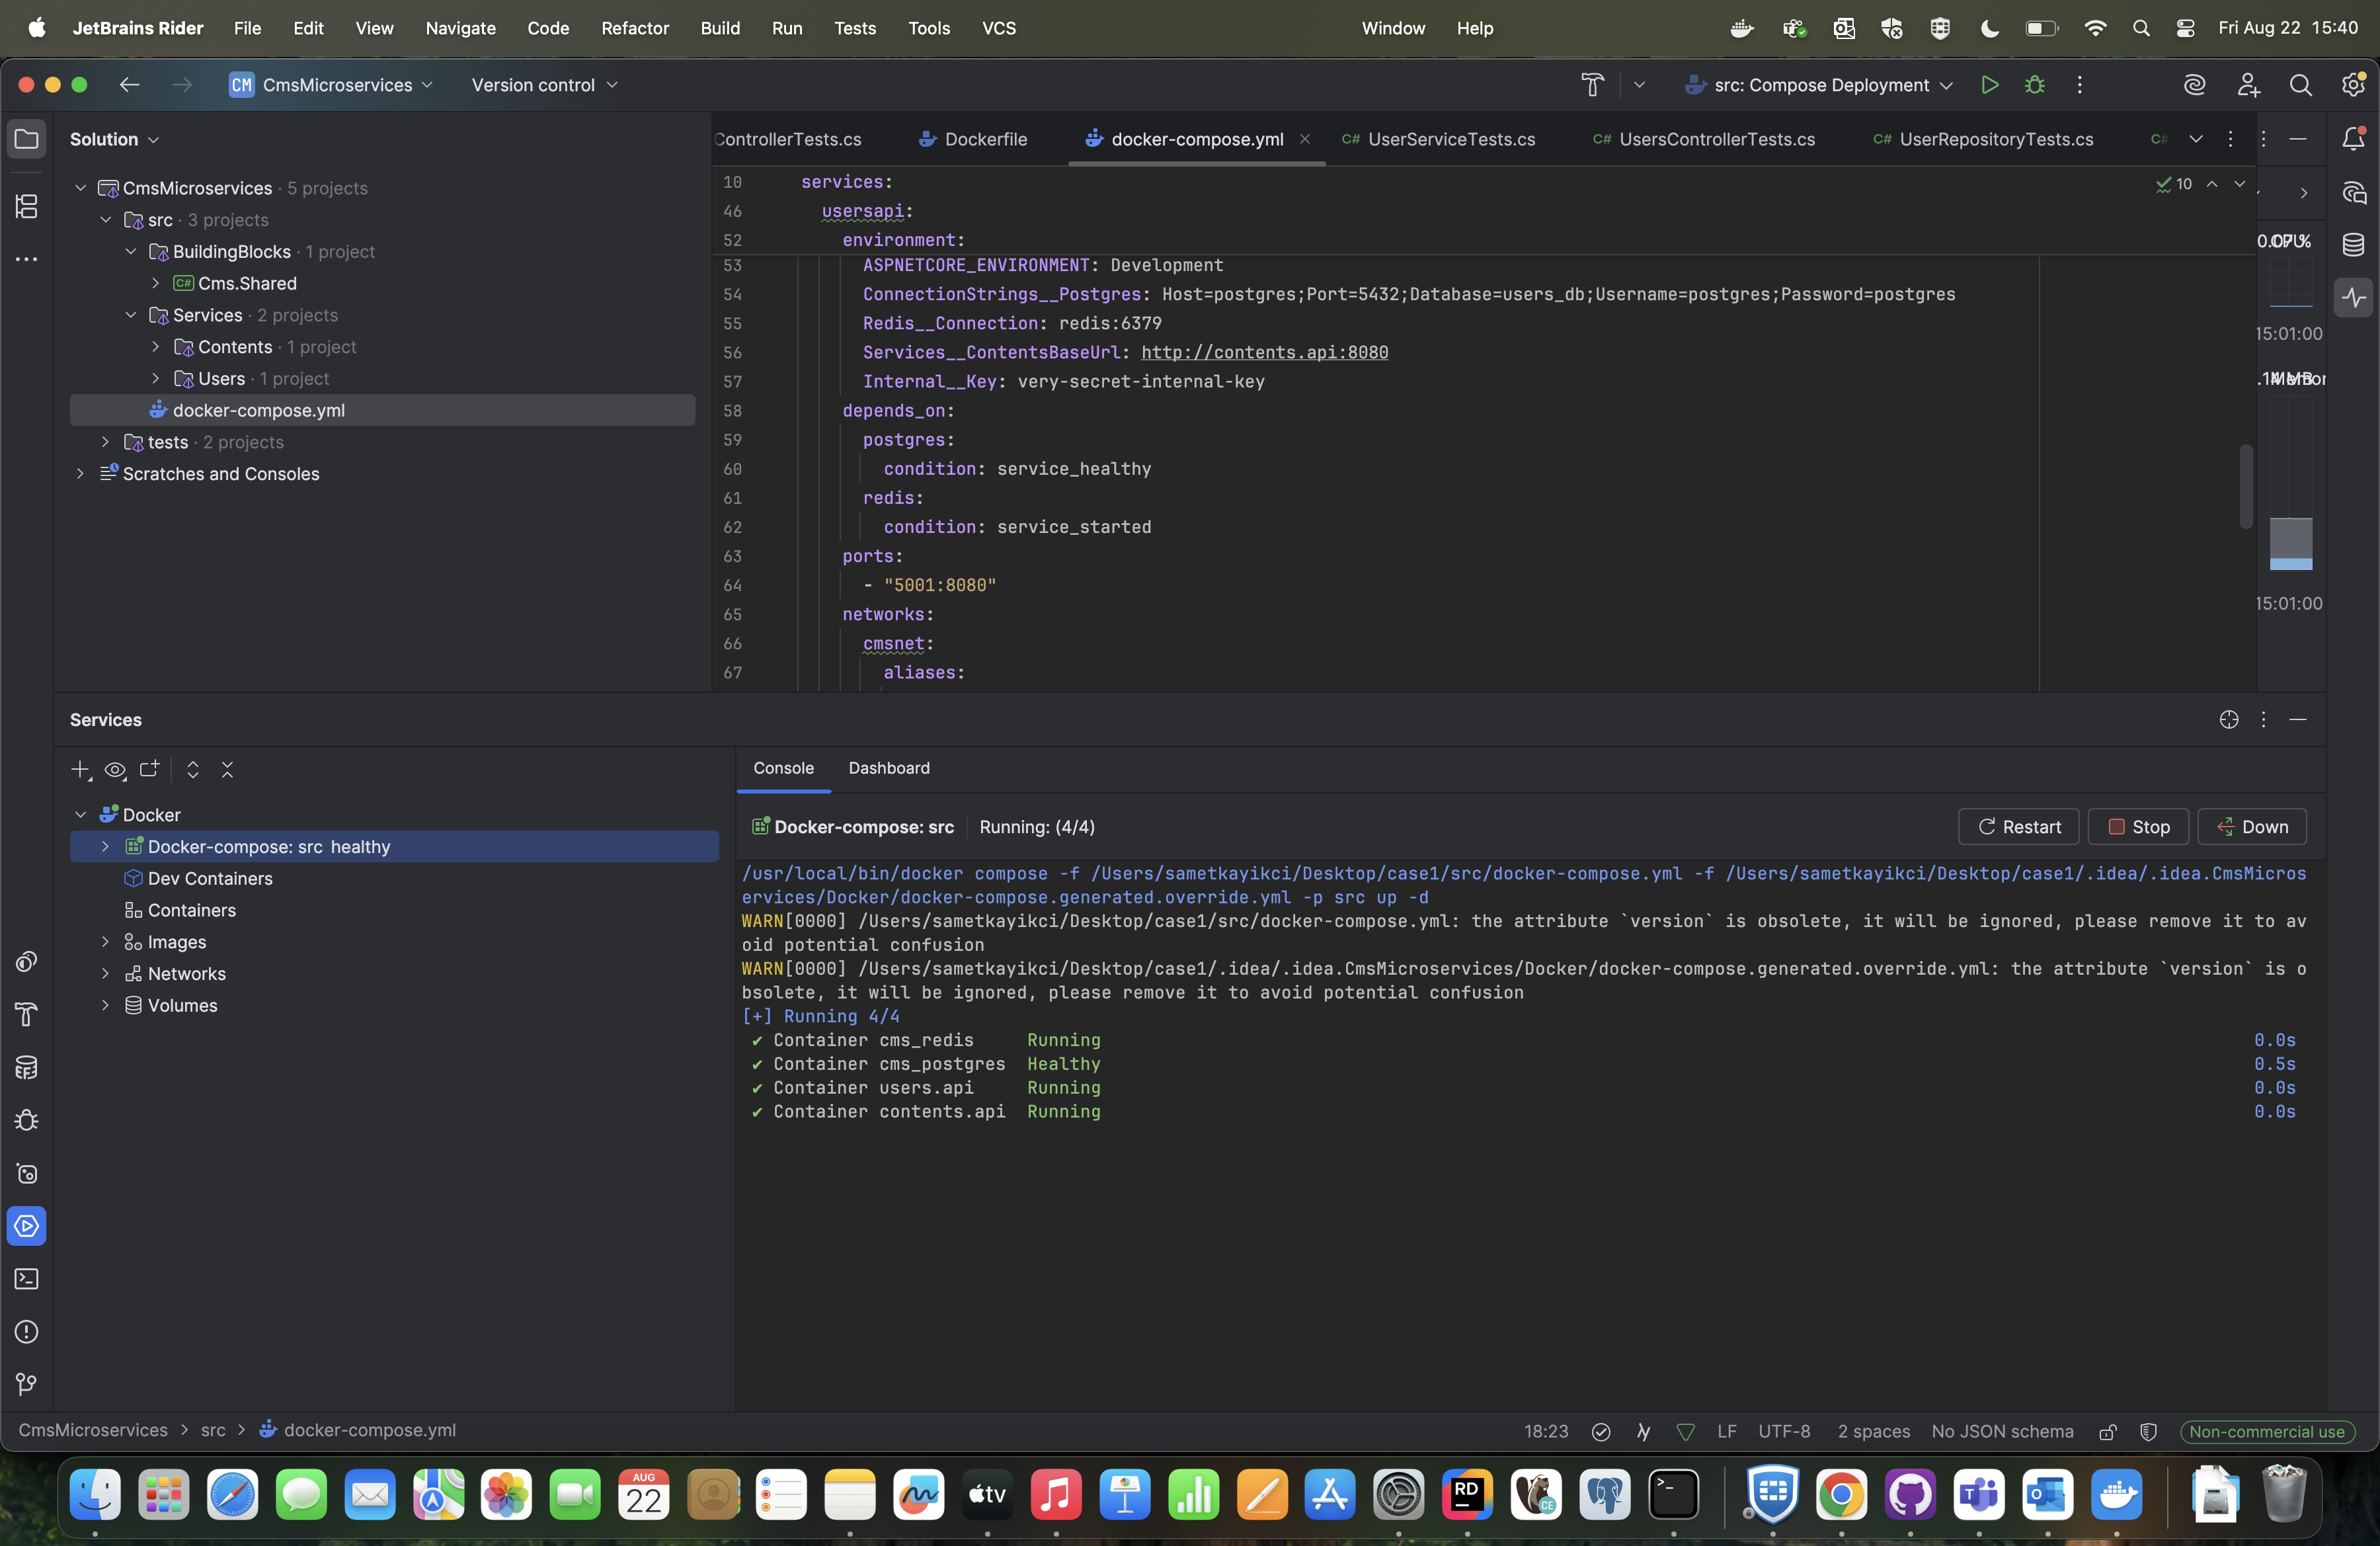 JetBrains Rider File Edit View Navigate Code Refactor Build Run Tests Tools VCS Window Help Fri Aug 22 15:40
CM CmsMicroservices Version control src: Compose Deployment
Solution
ControllerTests.cs Dockerfile docker-compose.yml C# UserServiceTests.cs C# UsersControllerTests.cs C# UserRepositoryTests.cs C#
CmsMicroservices · 5 projects
src · 3 projects
BuildingBlocks · 1 project
C# Cms.Shared
Services · 2 projects
Contents · 1 project
Users · 1 project
docker-compose.yml
tests · 2 projects
Scratches and Consoles
10 services:
10
46 usersapi:
52 environment:
53 ASPNETCORE_ENVIRONMENT: Development
54 ConnectionStrings__Postgres: Host=postgres;Port=5432;Database=users_db;Username=postgres;Password=postgres
55 Redis__Connection: redis:6379
56 Services__ContentsBaseUrl: http://contents.api:8080
57 Internal__Key: very-secret-internal-key
58 depends_on:
59 postgres:
60 condition: service_healthy
61 redis:
62 condition: service_started
63 ports:
64 - "5001:8080"
65 networks:
66 cmsnet:
67 aliases:
15:01:00
15:01:00
Services
Console Dashboard
Docker
Docker-compose: src healthy
Dev Containers
Containers
Images
Networks
Volumes
Docker-compose: src Running: (4/4) Restart Stop Down
/usr/local/bin/docker compose -f /Users/sametkayikci/Desktop/case1/src/docker-compose.yml -f /Users/sametkayikci/Desktop/case1/.idea/.idea.CmsMicros
ervices/Docker/docker-compose.generated.override.yml -p src up -d
WARN[0000] /Users/sametkayikci/Desktop/case1/src/docker-compose.yml: the attribute `version` is obsolete, it will be ignored, please remove it to av
oid potential confusion
WARN[0000] /Users/sametkayikci/Desktop/case1/.idea/.idea.CmsMicroservices/Docker/docker-compose.generated.override.yml: the attribute `version` is o
bsolete, it will be ignored, please remove it to avoid potential confusion
[+] Running 4/4
✔ Container cms_redis Running 0.0s
✔ Container cms_postgres Healthy 0.5s
✔ Container users.api Running 0.0s
✔ Container contents.api Running 0.0s
CmsMicroservices > src > docker-compose.yml 18:23 LF UTF-8 2 spaces No JSON schema Non-commercial use
AUG
22
tv
RD
CE